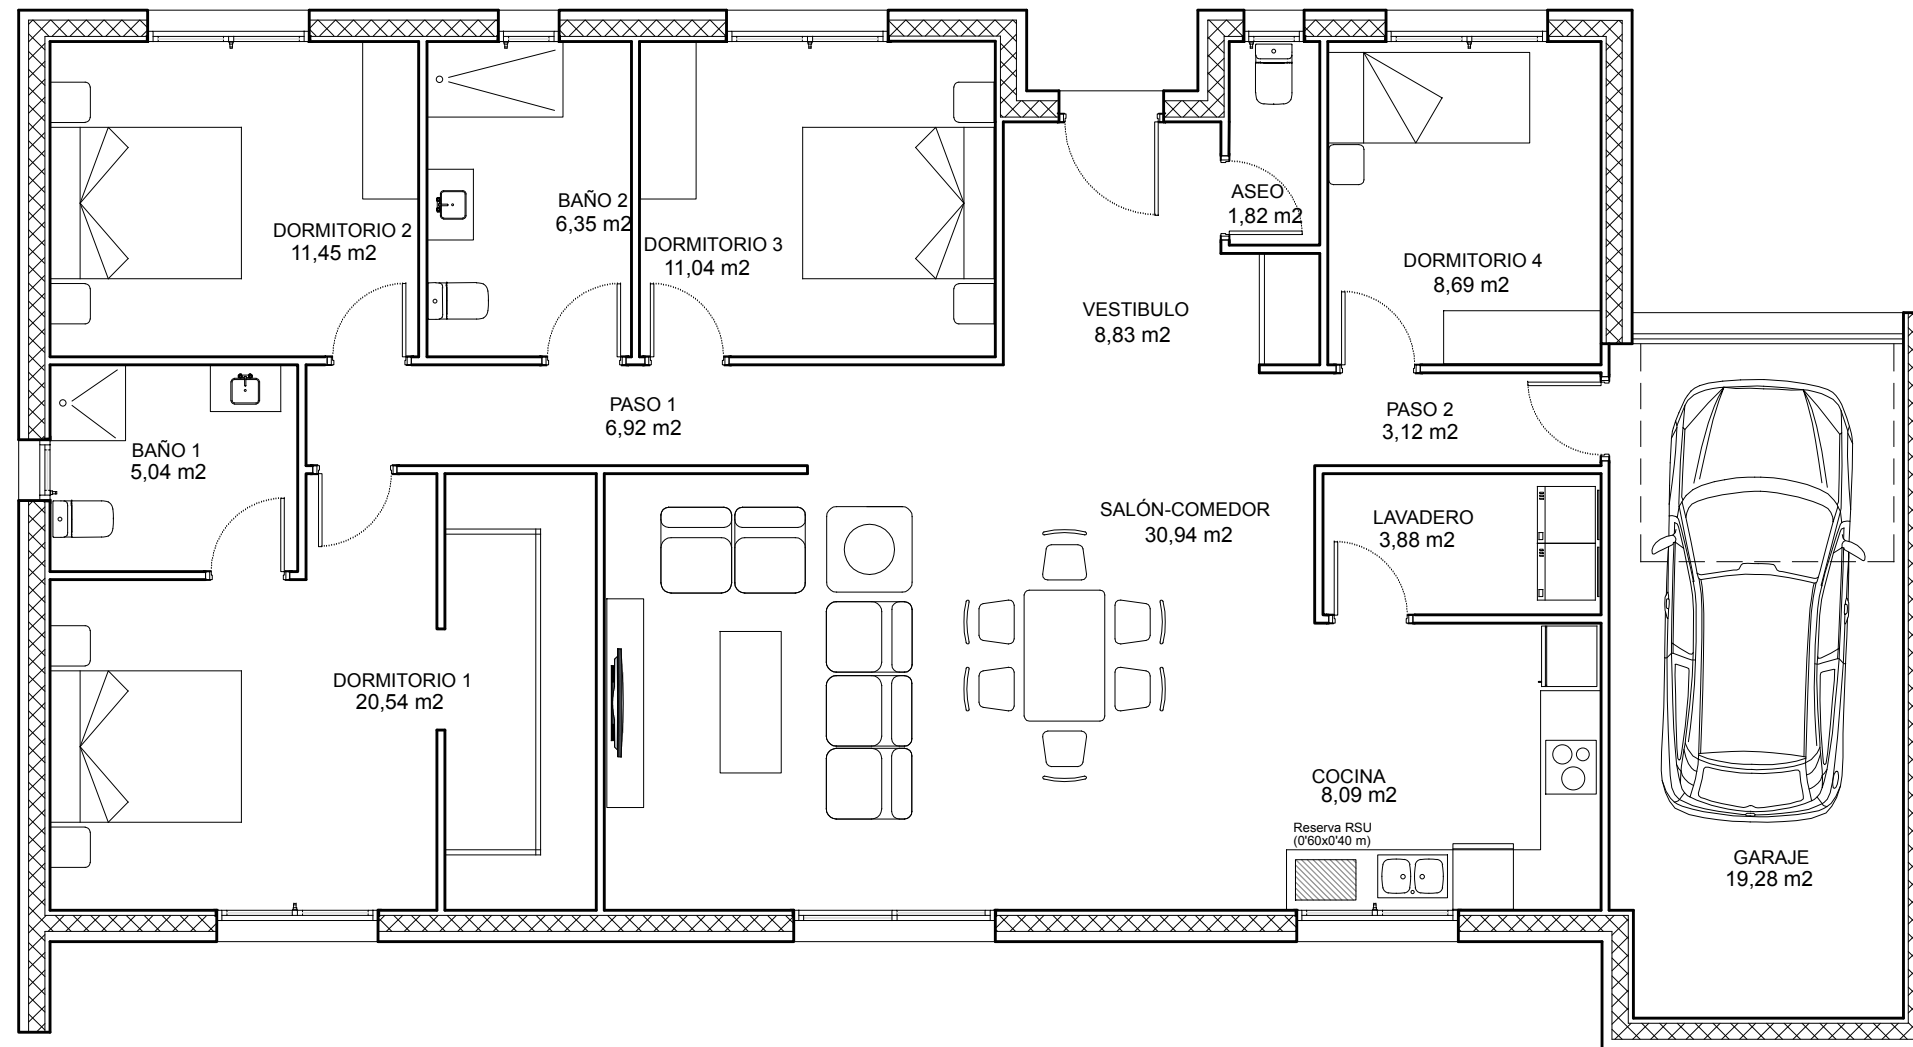 DORMITORIO 2
11,45 m2
BAÑO 2
6,35 m2
DORMITORIO 3
11,04 m2
VESTIBULO
8,83 m2
ASEO
1,82 m2
DORMITORIO 4
8,69 m2
BAÑO 1
5,04 m2
PASO 1
6,92 m2
PASO 2
3,12 m2
SALÓN-COMEDOR
30,94 m2
LAVADERO
3,88 m2
DORMITORIO 1
20,54 m2
COCINA
8,09 m2
Reserva RSU
(0'60x0'40 m)
GARAJE
19,28 m2